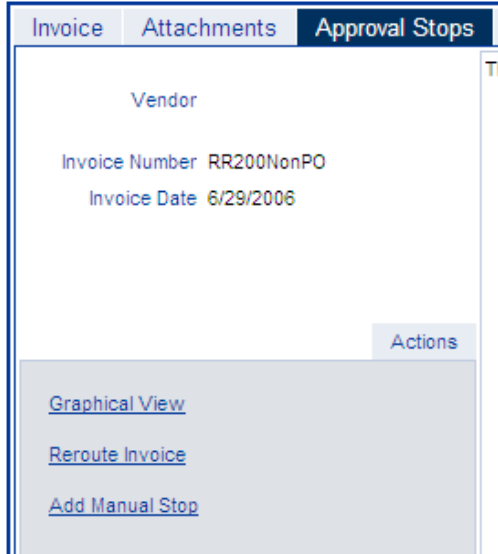 Invoice Attachments Approval Stops
Vendor
Invoice Number RR200NonPO
Invoice Date 6/29/2006
Actions
Graphical View
Reroute Invoice
Add Manual Stop